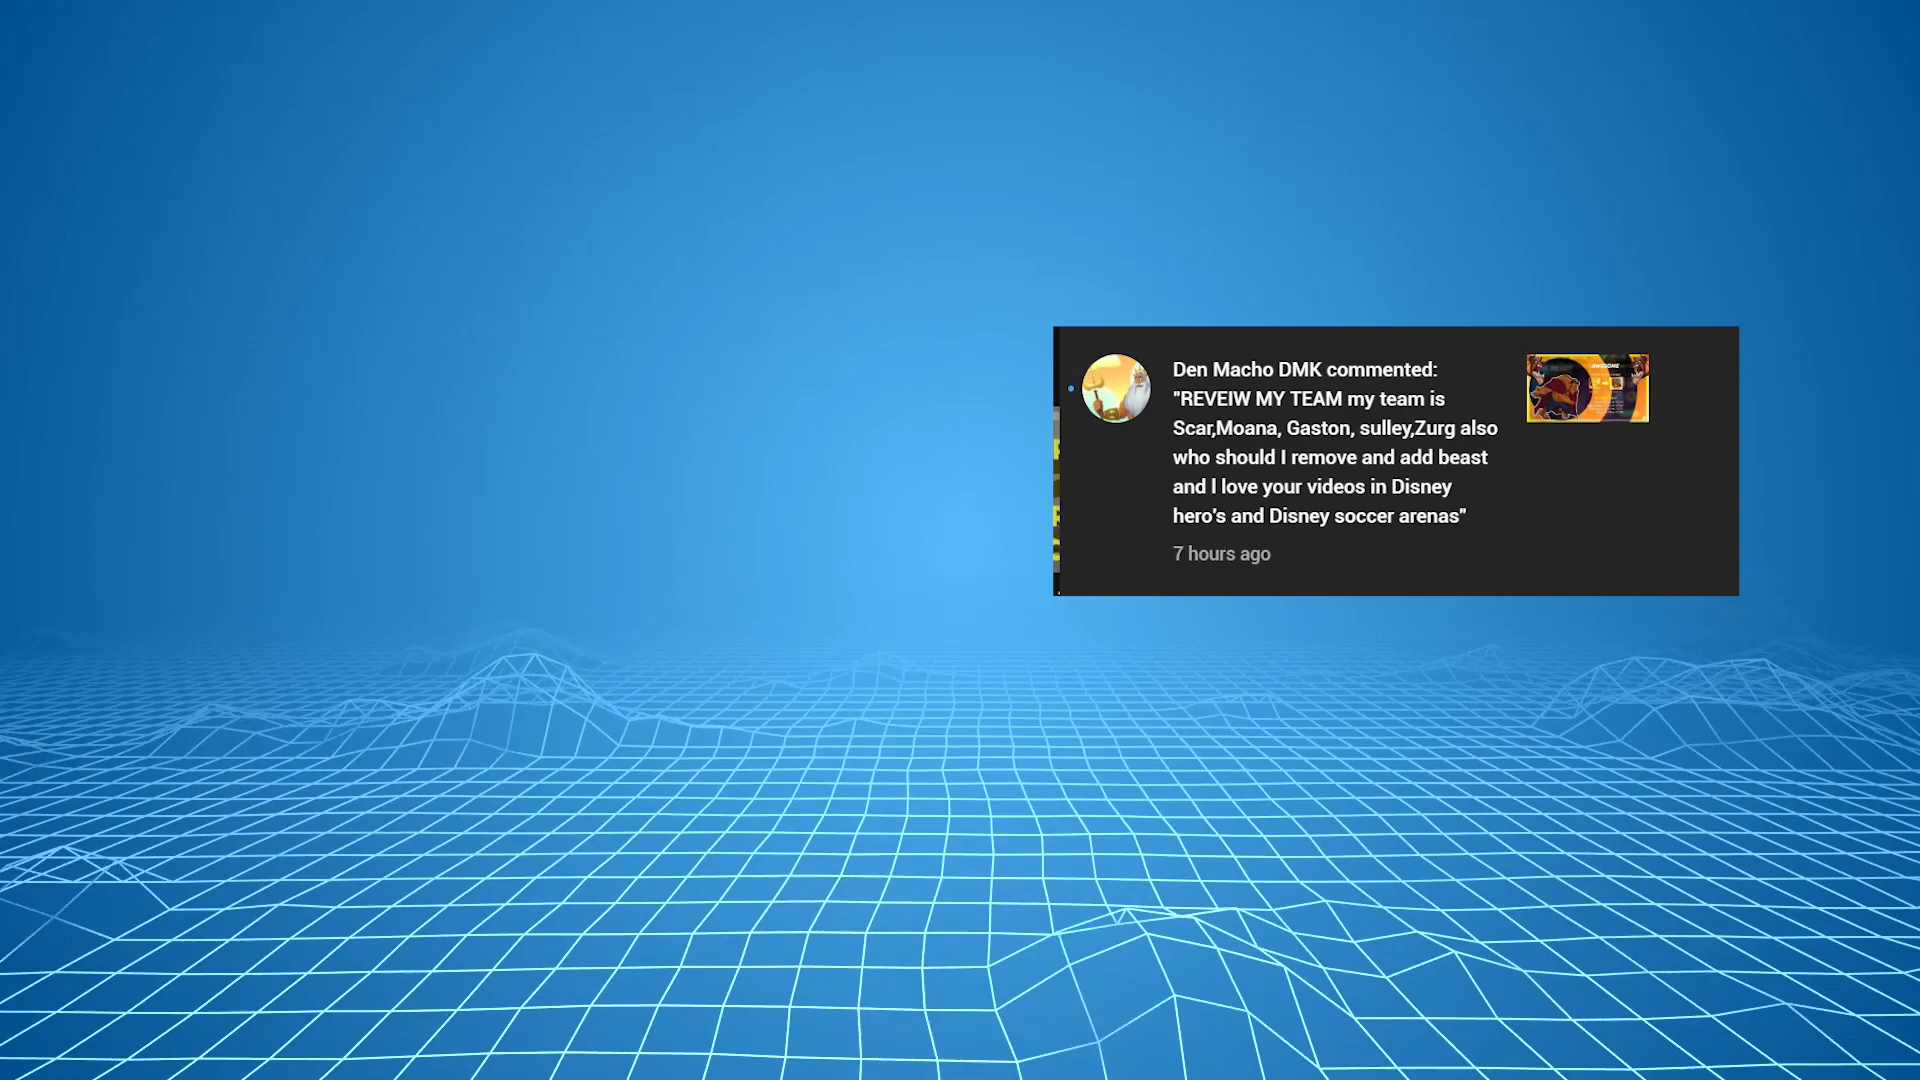 Den Macho DMK commented:
"REVEIW MY TEAM my team is
Scar,Moana, Gaston, sulley,Zurg also
who should I remove and add beast
and I love your videos in Disney
hero's and Disney soccer arenas"
7 hours ago
AWESOME